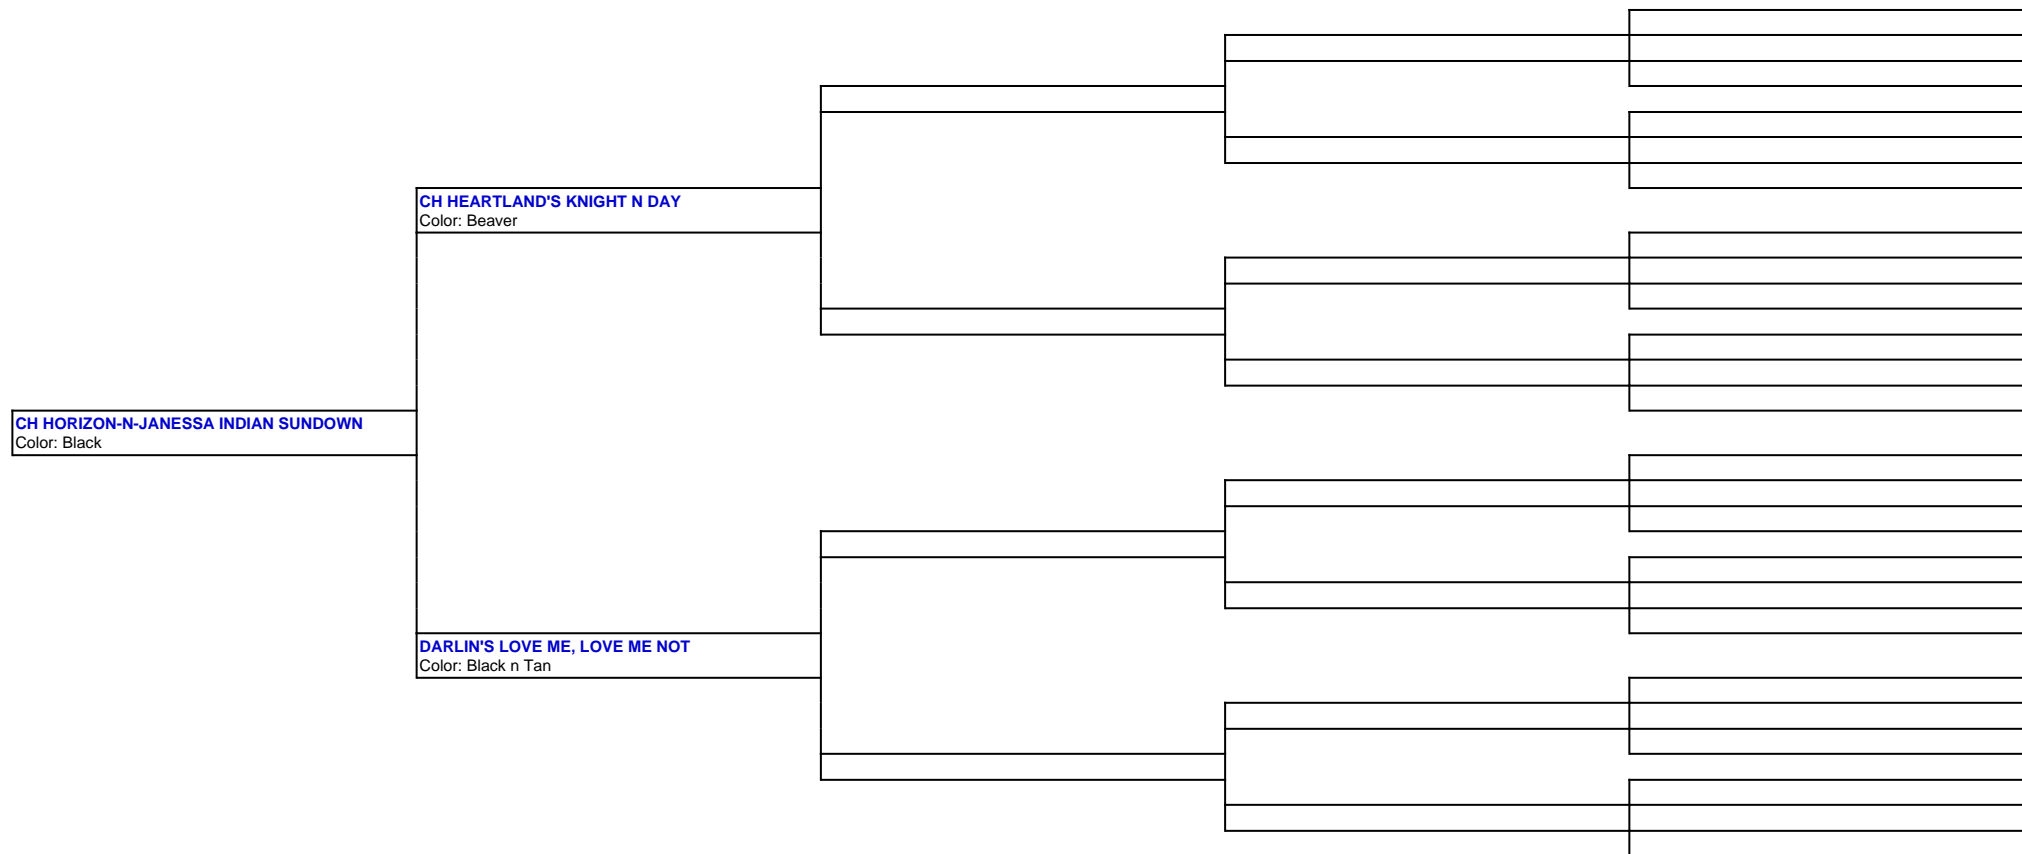 CH HEARTLAND'S KNIGHT N DAY
Color: Beaver
CH HORIZON-N-JANESSA INDIAN SUNDOWN
Color: Black
DARLIN'S LOVE ME, LOVE ME NOT
Color: Black n Tan